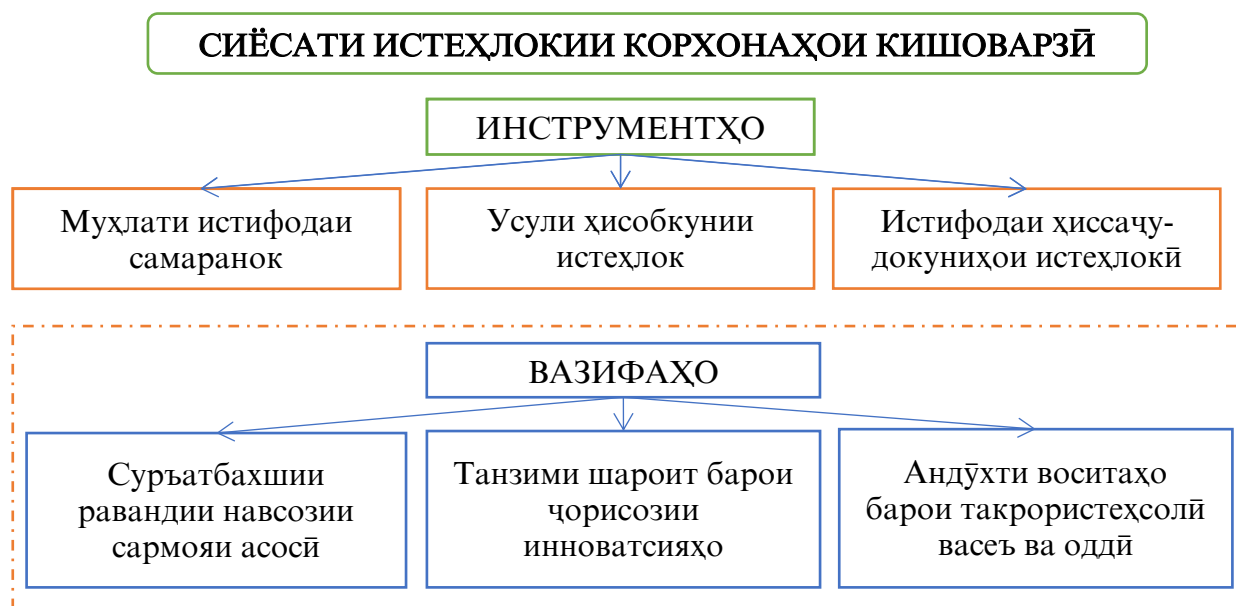 СИЁСАТИ ИСТЕҲЛОКИИ КОРХОНАҲОИ КИШОВАРЗӢ
ИНСТРУМЕНТҲО
Муҳлати истифодаи
самаранок
Усули ҳисобкунии
истеҳлок
Истифодаи ҳиссаҷу-
докуниҳои истеҳлокӣ
ВАЗИФАҲО
Суръатбахшии
равандии навсозии
сармояи асосӣ
Танзими шароит барои
ҷорисозии
инноватсияҳо
Андӯхти воситаҳо
барои такрористеҳсолӣ
васеъ ва оддӣ